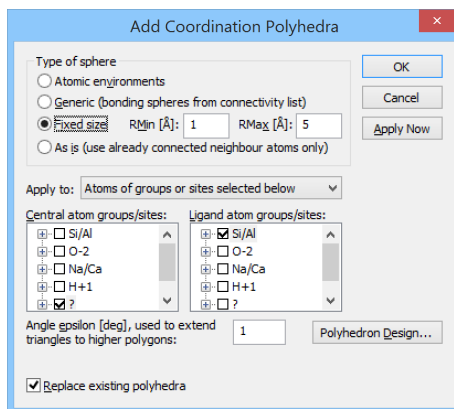 Add Coordination Polyhedra
Type of sphere
Atomic environments
Generic (bonding spheres from connectivity list)
Fixed size RMin [Å]: 1 RMax [Å]: 5
As is (use already connected neighbour atoms only)
OK
Cancel
Apply Now
Apply to: Atoms of groups or sites selected below
Central atom groups/sites: Ligand atom groups/sites:
Si/Al Si/Al
O-2 O-2
Na/Ca Na/Ca
H+1 H+1
? ?
Angle epsilon [deg], used to extend
triangles to higher polygons: 1 Polyhedron Design...
Replace existing polyhedra